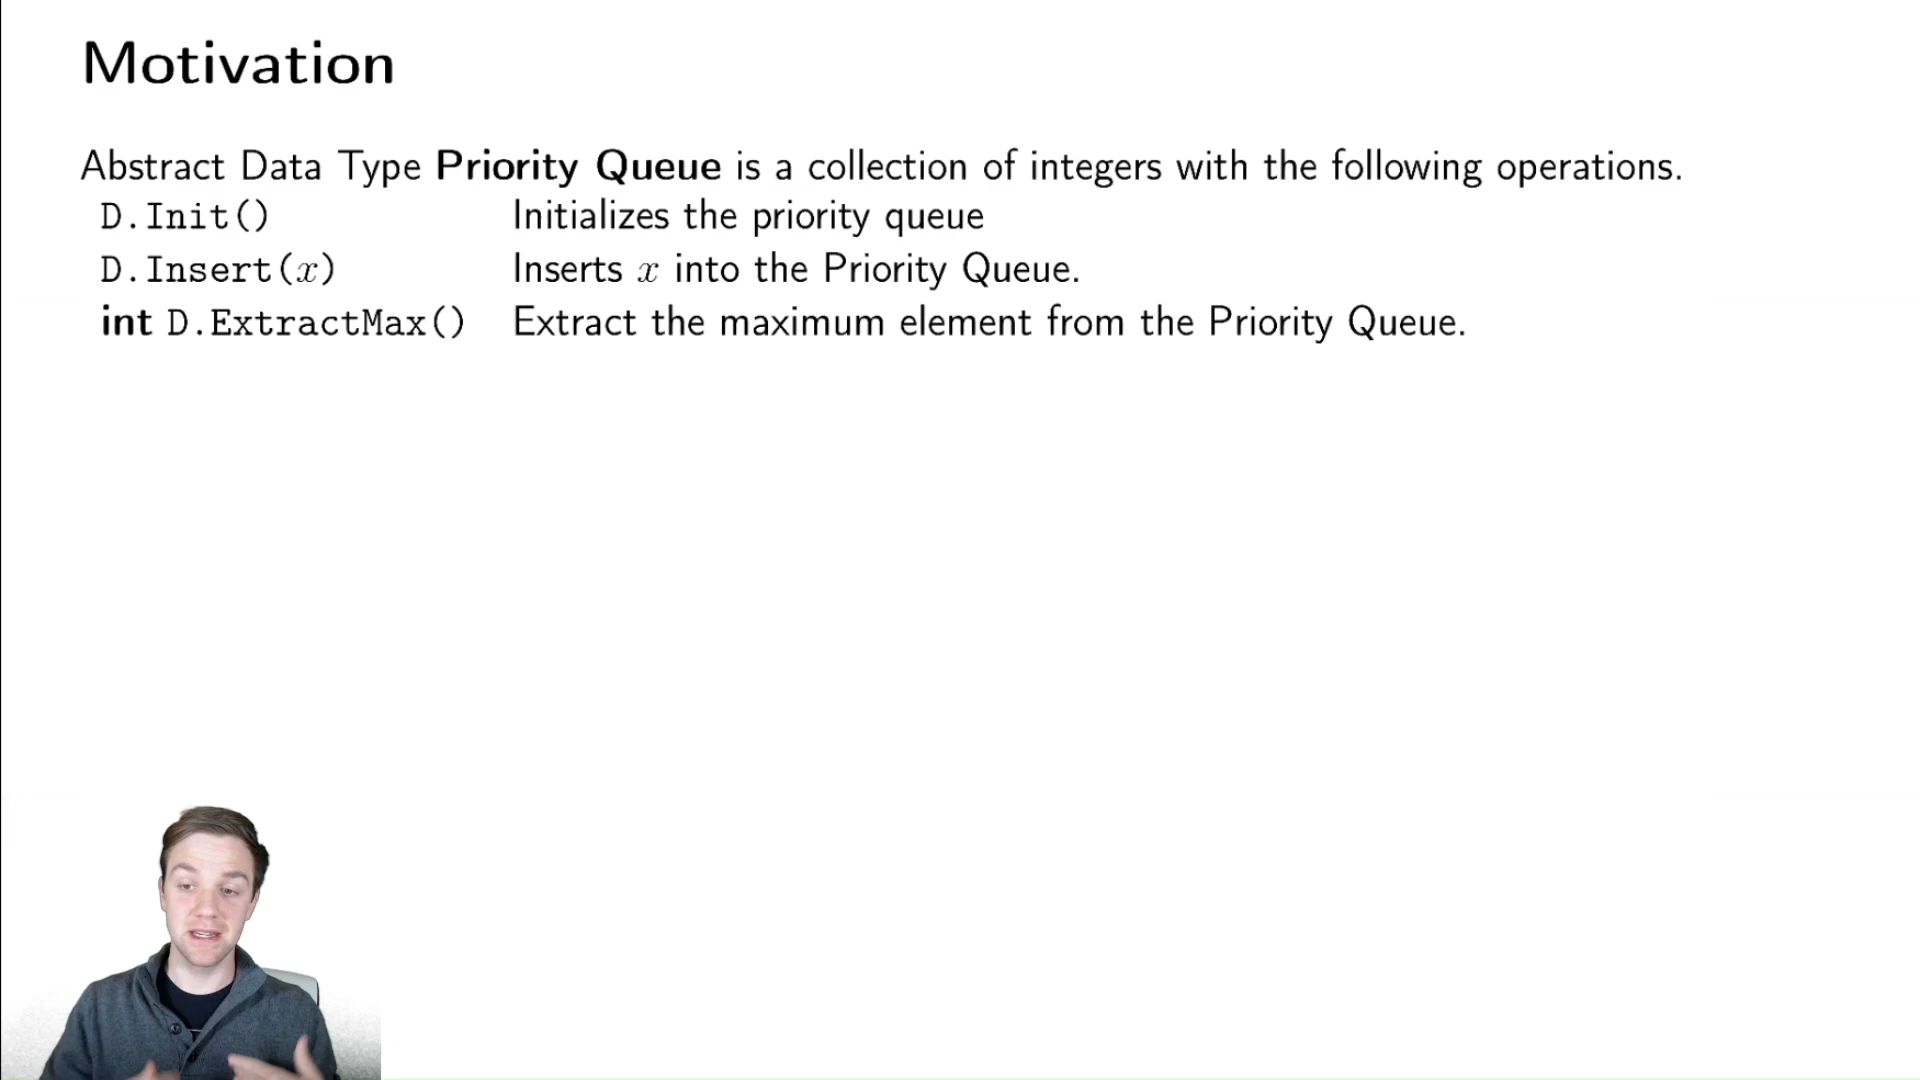 Motivation
Abstract Data Type Priority Queue is a collection of integers with the following operations.
D.Init() Initializes the priority queue
D.Insert(x) Inserts x into the Priority Queue.
int D.ExtractMax() Extract the maximum element from the Priority Queue.